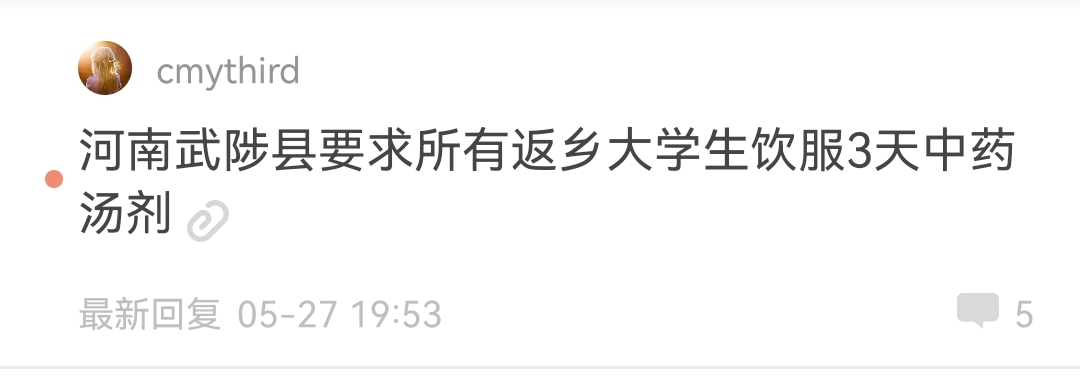 cmythird
河南武陟县要求所有返乡大学生饮服3天中药
汤剂
最新回复 05-27 19:53
5